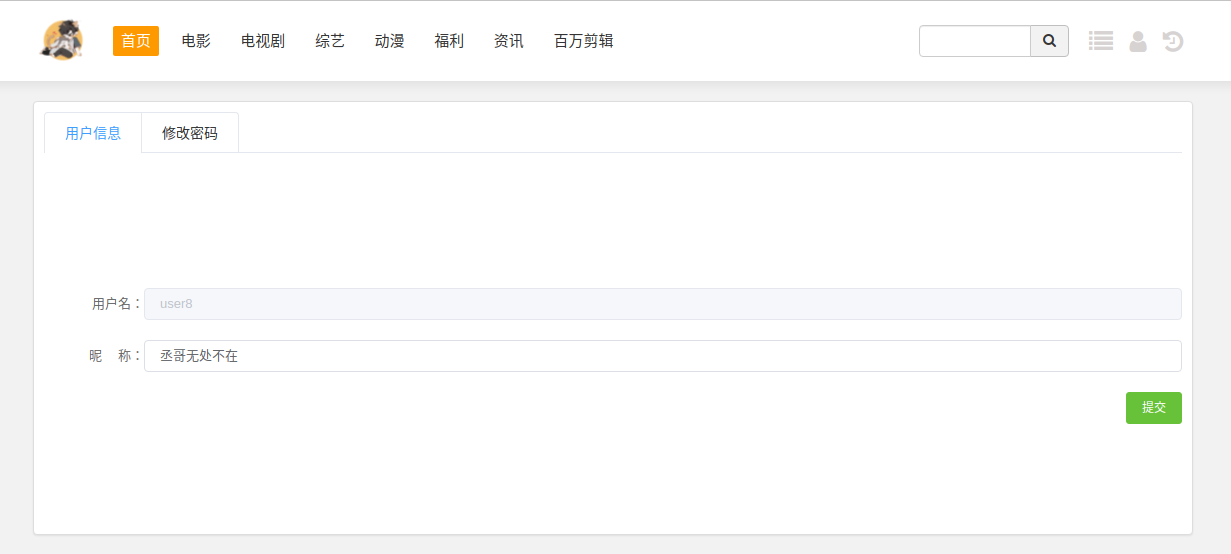 首页 电影 电视剧 综艺 动漫 福利 资讯 百万剪辑
用户信息 修改密码
用户名：user8
昵 称：丞哥无处不在
提交